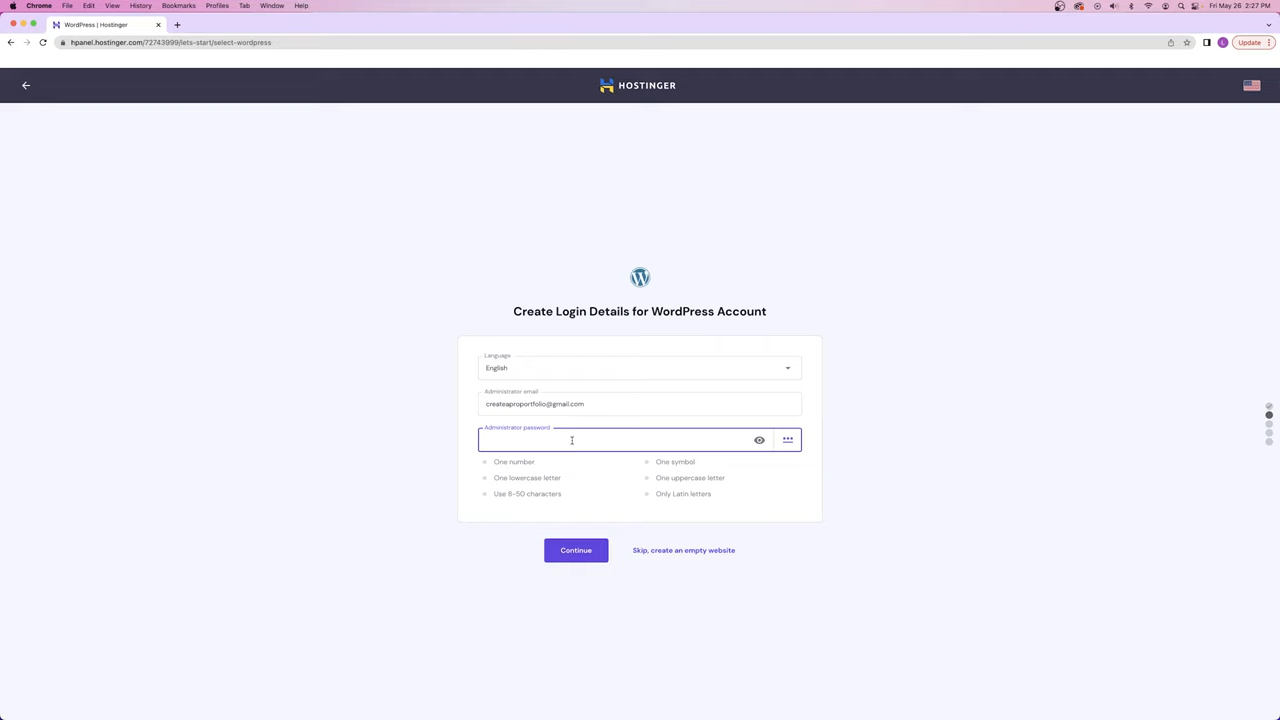 Chrome File Edit View History Bookmarks Profiles Tab Window Help Fri May 26 2:27 PM
WordPress | Hostinger
hpanel.hostinger.com/72743999/lets-start/select-wordpress
L
Update
HOSTINGER
Create Login Details for WordPress Account
Language
English
Administrator email
createaproportfolio@gmail.com
Administrator password
One number
One symbol
One lowercase letter
One uppercase letter
Use 8-50 characters
Only Latin letters
Continue
Skip, create an empty website